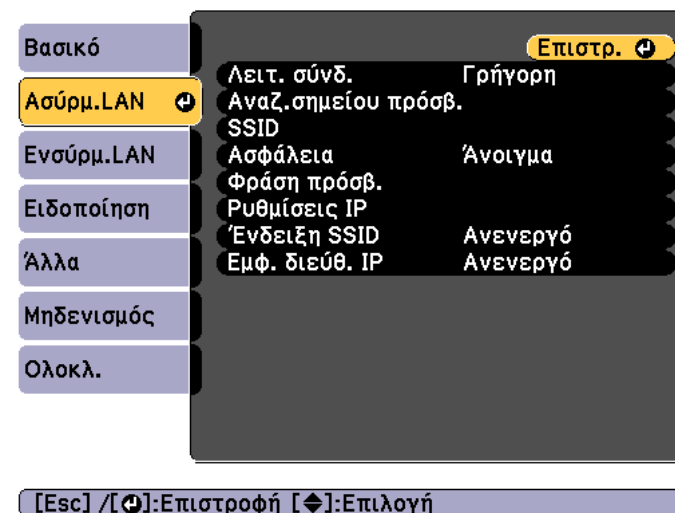 Βασικό
Ασύρμ.LAN
Ενσύρμ.LAN
Ειδοποίηση
Άλλα
Μηδενισμός
Ολοκλ.
Επιστρ.
Λειτ. σύνδ. Γρήγορη
Αναζ.σημείου πρόσβ.
SSID
Ασφάλεια Άνοιγμα
Φράση πρόσβ.
Ρυθμίσεις IP
Ένδειξη SSID Ανενεργό
Εμφ. διεύθ. IP Ανενεργό
[Esc] /[⏎]:Επιστροφή [◆]:Επιλογή